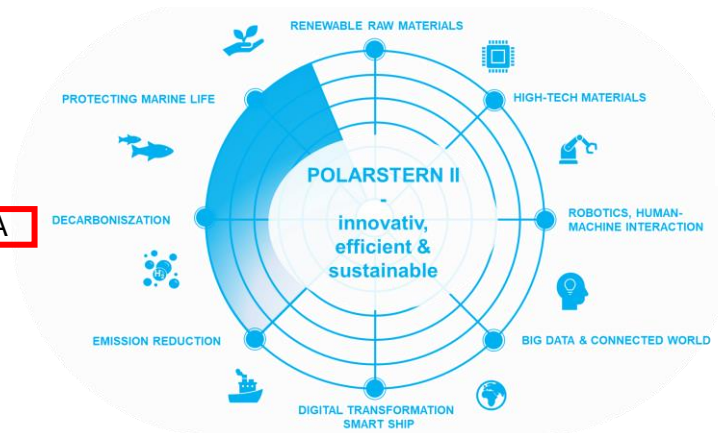 RENEWABLE RAW MATERIALS
PROTECTING MARINE LIFE
HIGH-TECH MATERIALS
POLARSTERN II
-
innovativ,
efficient &
sustainable
A
DECARBONISZATION
ROBOTICS, HUMAN-
MACHINE INTERACTION
H2
EMISSION REDUCTION
BIG DATA & CONNECTED WORLD
DIGITAL TRANSFORMATION
SMART SHIP